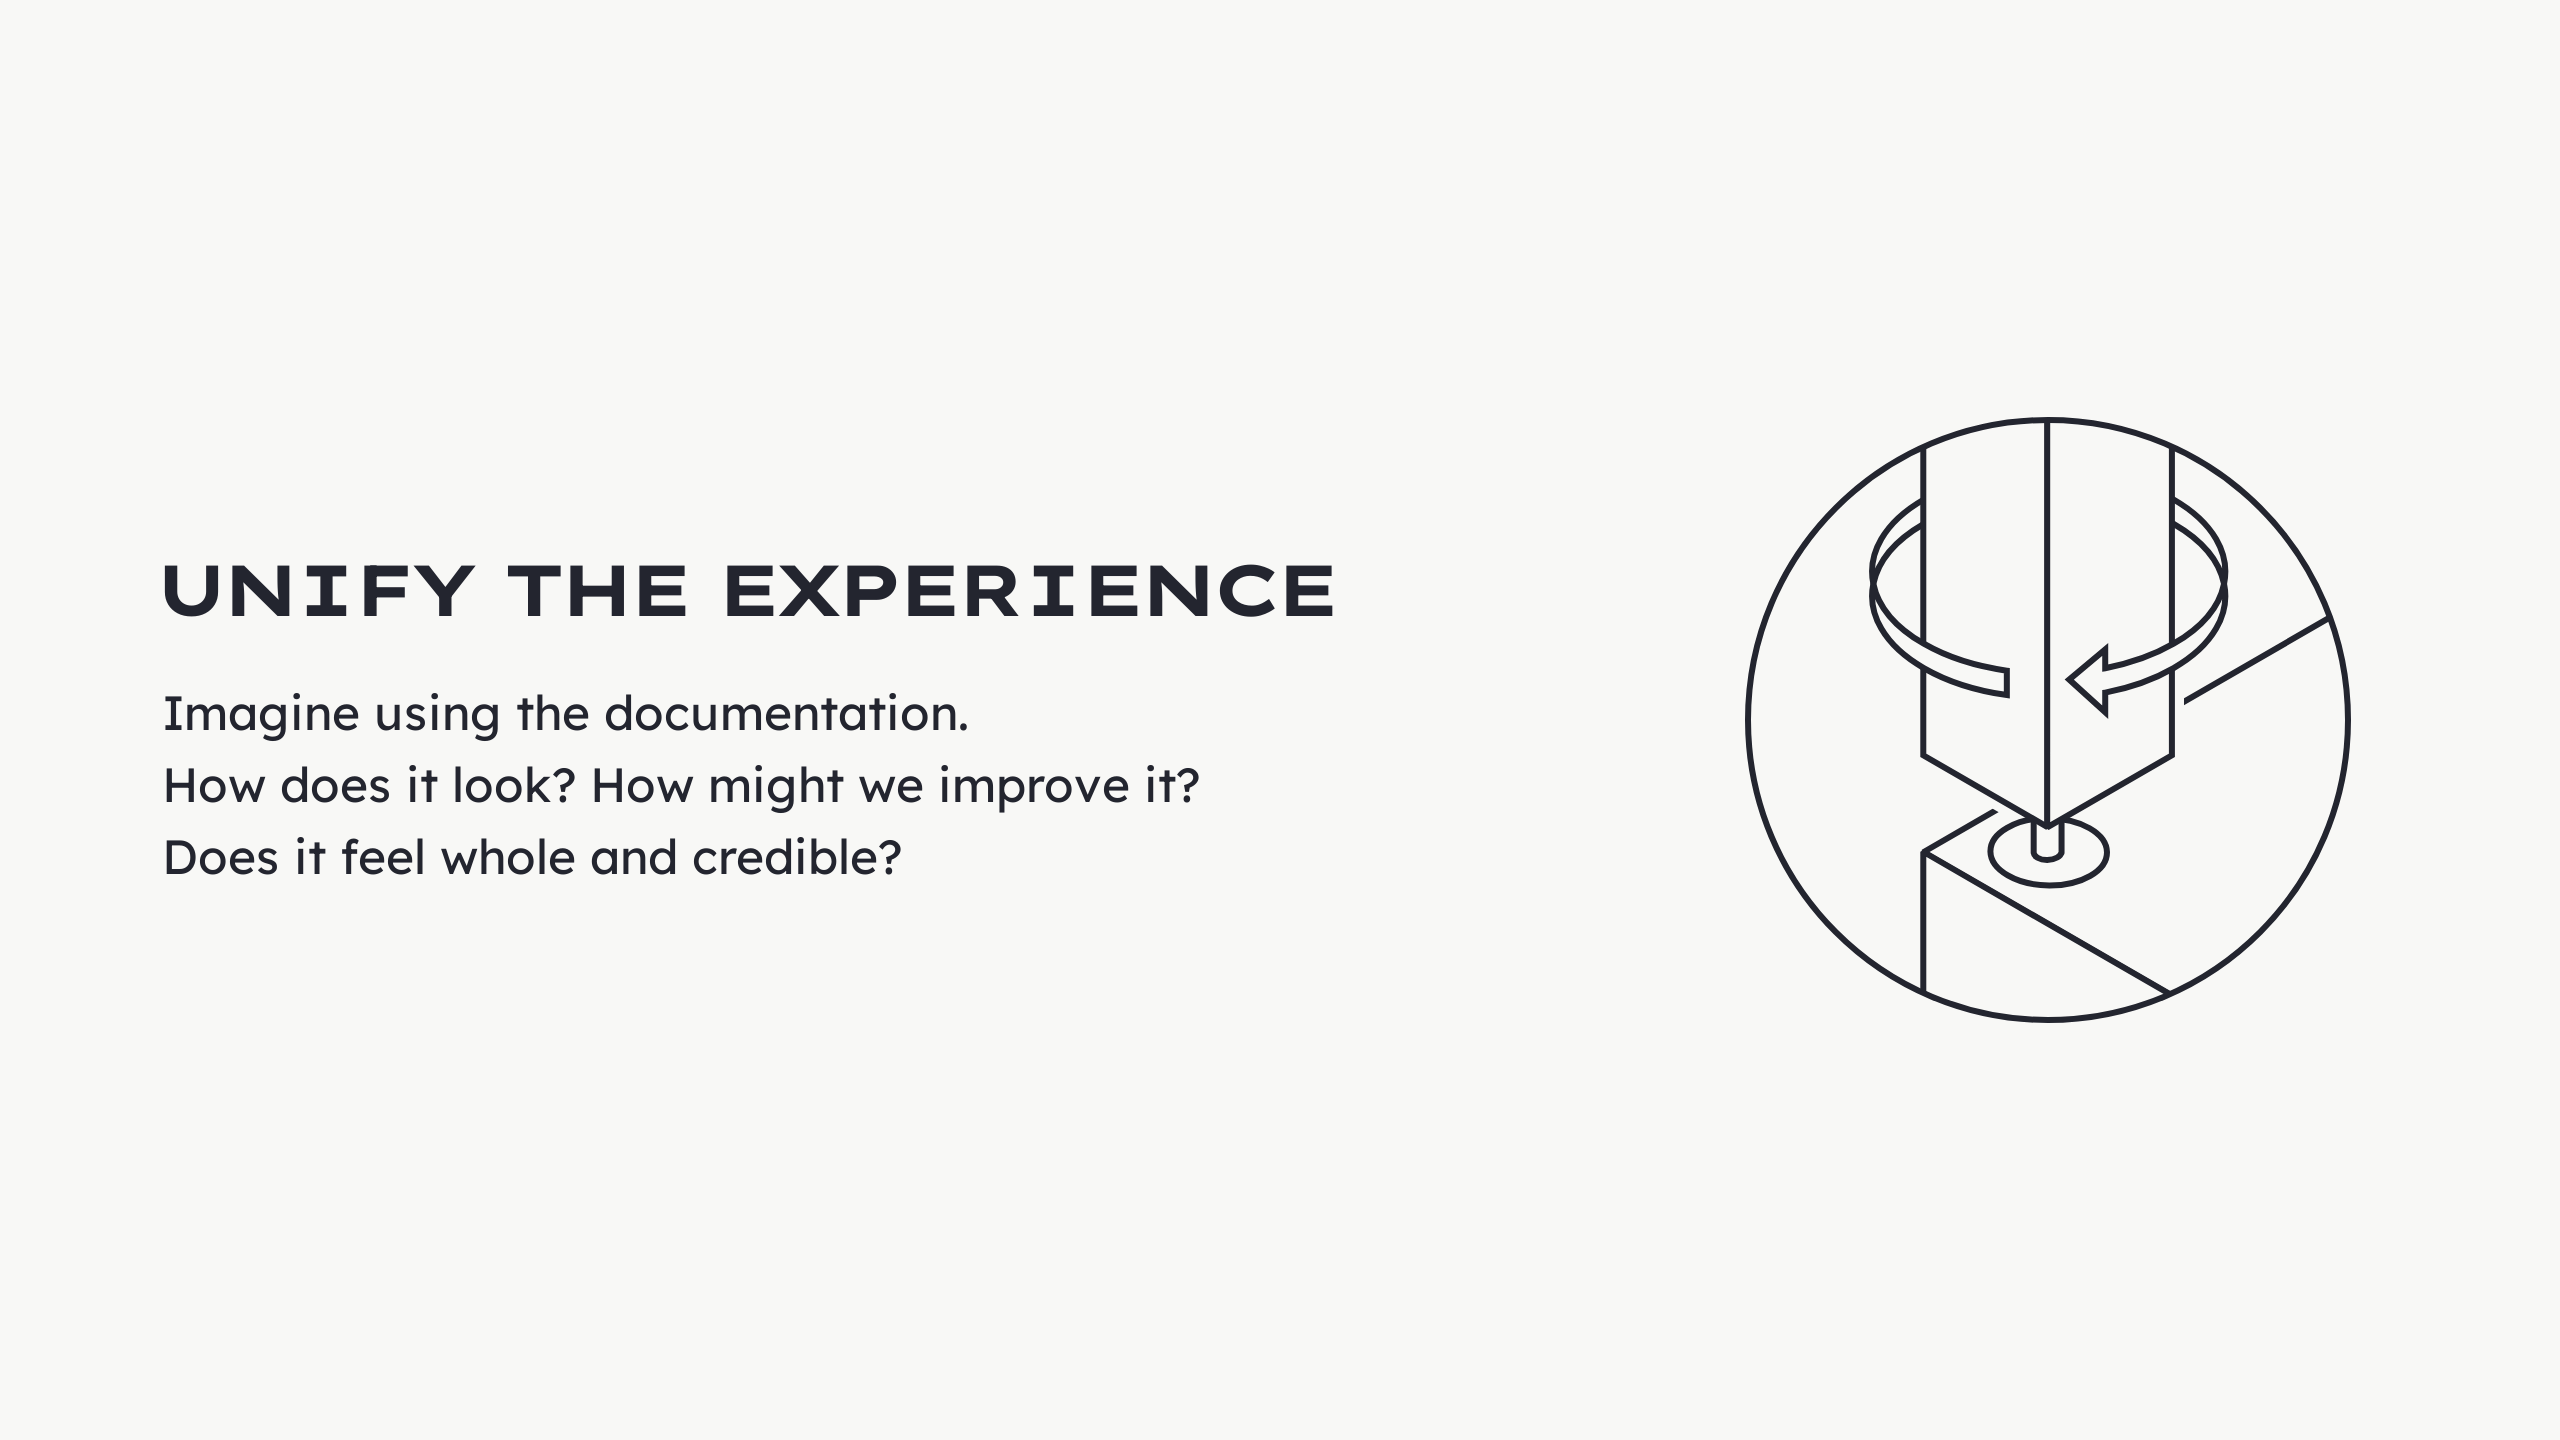 UNIFY THE EXPERIENCE
Imagine using the documentation.
How does it look? How might we improve it?
Does it feel whole and credible?